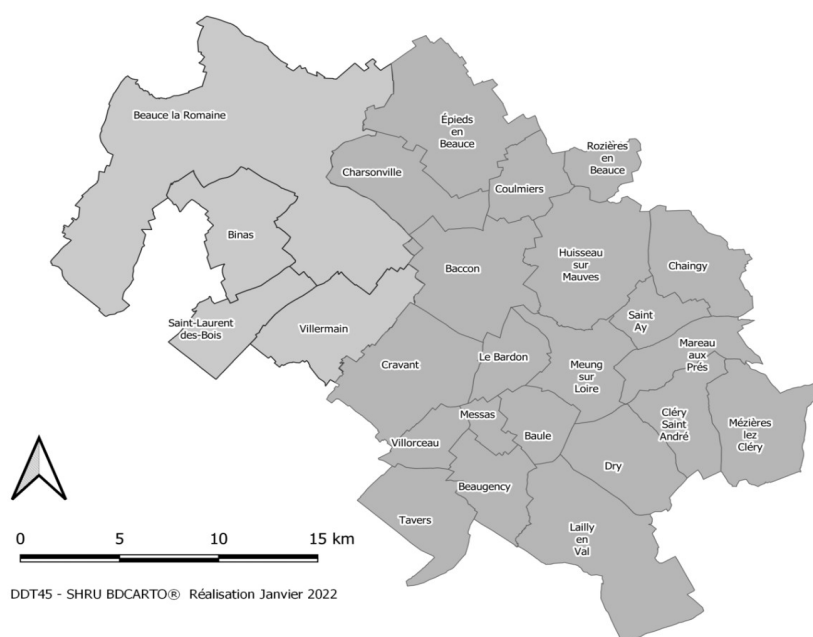 Beauce la Romaine
Épieds
en
Beauce
Rozières
en
Beauce
Charsonville
Coulmiers
Binas
Huisseau
sur
Mauves
Chaingy
Baccon
Saint-Laurent
des-Bois
Villermain
Saint
Ay
Mareau
aux
Prés
Cravant
Le Bardon
Meung
sur
Loire
Messas
Villorceau
Baule
Cléry
Saint
André
Mézières
lez
Cléry
Dry
Beaugency
Tavers
Lailly
en
Val
0 5 10 15 km
DDT45 - SHRU BDCARTO® Réalisation Janvier 2022